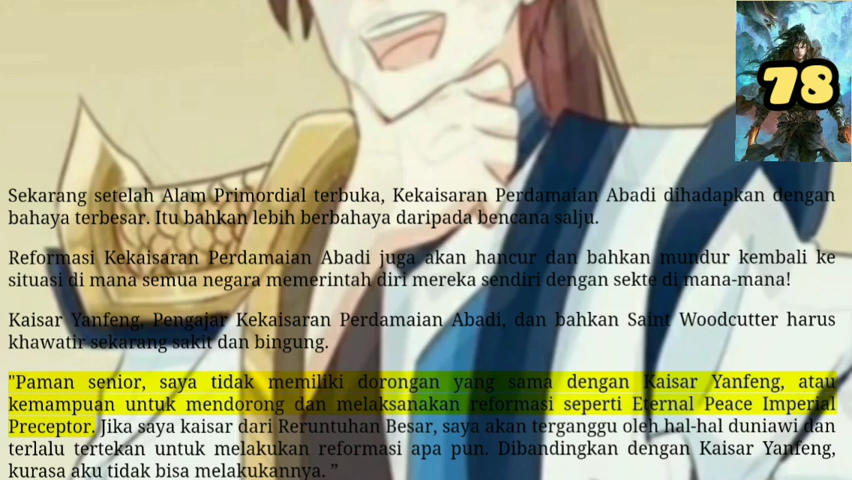 78
Sekarang setelah Alam Primordial terbuka, Kekaisaran Perdamaian Abadi dihadapkan dengan
bahaya terbesar. Itu bahkan lebih berbahaya daripada bencana salju.
Reformasi Kekaisaran Perdamaian Abadi juga akan hancur dan bahkan mundur kembali ke
situasi di mana semua negara memerintah diri mereka sendiri dengan sekte di mana-mana!
Kaisar Yanfeng, Pengajar Kekaisaran Perdamaian Abadi, dan bahkan Saint Woodcutter harus
khawatir sekarang sakit dan bingung.
"Paman senior, saya tidak memiliki dorongan yang sama dengan Kaisar Yanfeng, atau
kemampuan untuk mendorong dan melaksanakan reformasi seperti Eternal Peace Imperial
Preceptor. Jika saya kaisar dari Reruntuhan Besar, saya akan terganggu oleh hal-hal duniawi dan
terlalu tertekan untuk melakukan reformasi apa pun. Dibandingkan dengan Kaisar Yanfeng,
kurasa aku tidak bisa melakukannya. ”